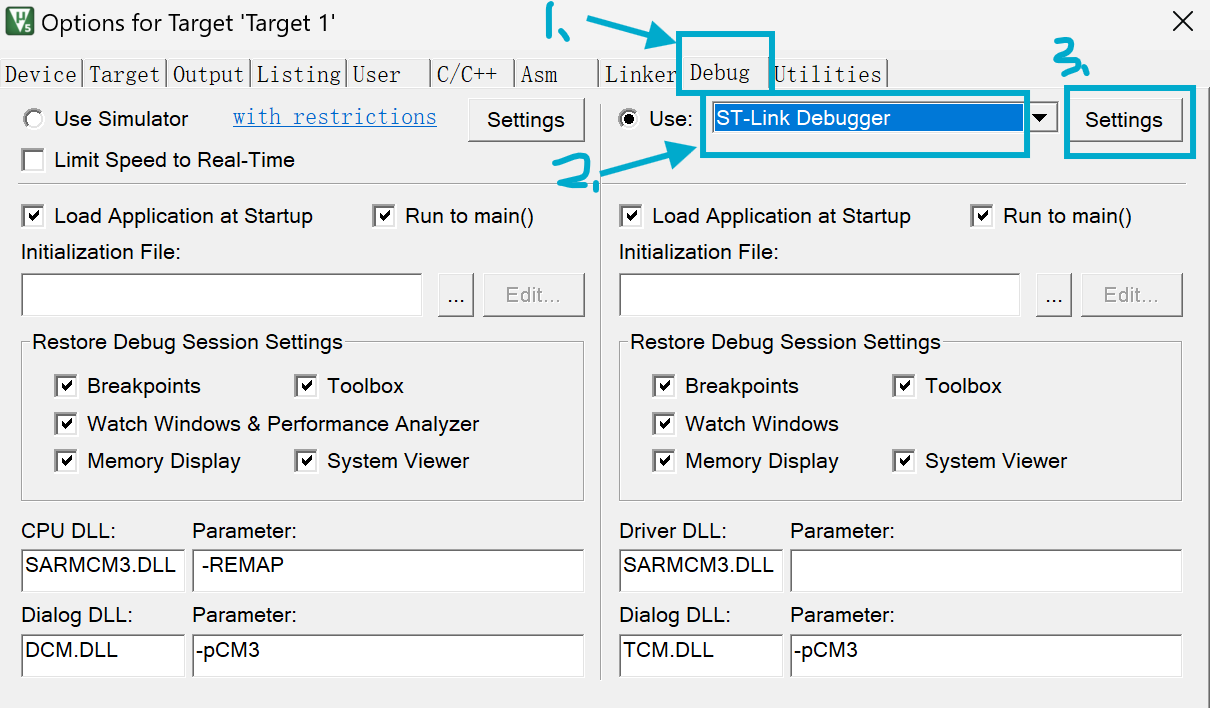 Options for Target 'Target 1'
1.
3.
Device Target Output Listing User C/C++ Asm Linker Debug Utilities
Use Simulator with restrictions Settings Use: ST-Link Debugger Settings
Limit Speed to Real-Time
2.
Load Application at Startup Run to main() Load Application at Startup Run to main()
Initialization File: Initialization File:
... Edit... ... Edit...
Restore Debug Session Settings Restore Debug Session Settings
Breakpoints Toolbox Breakpoints Toolbox
Watch Windows & Performance Analyzer Watch Windows
Memory Display System Viewer Memory Display System Viewer
CPU DLL: Parameter: Driver DLL: Parameter:
SARMCM3.DLL -REMAP SARMCM3.DLL
Dialog DLL: Parameter: Dialog DLL: Parameter:
DCM.DLL -pCM3 TCM.DLL -pCM3